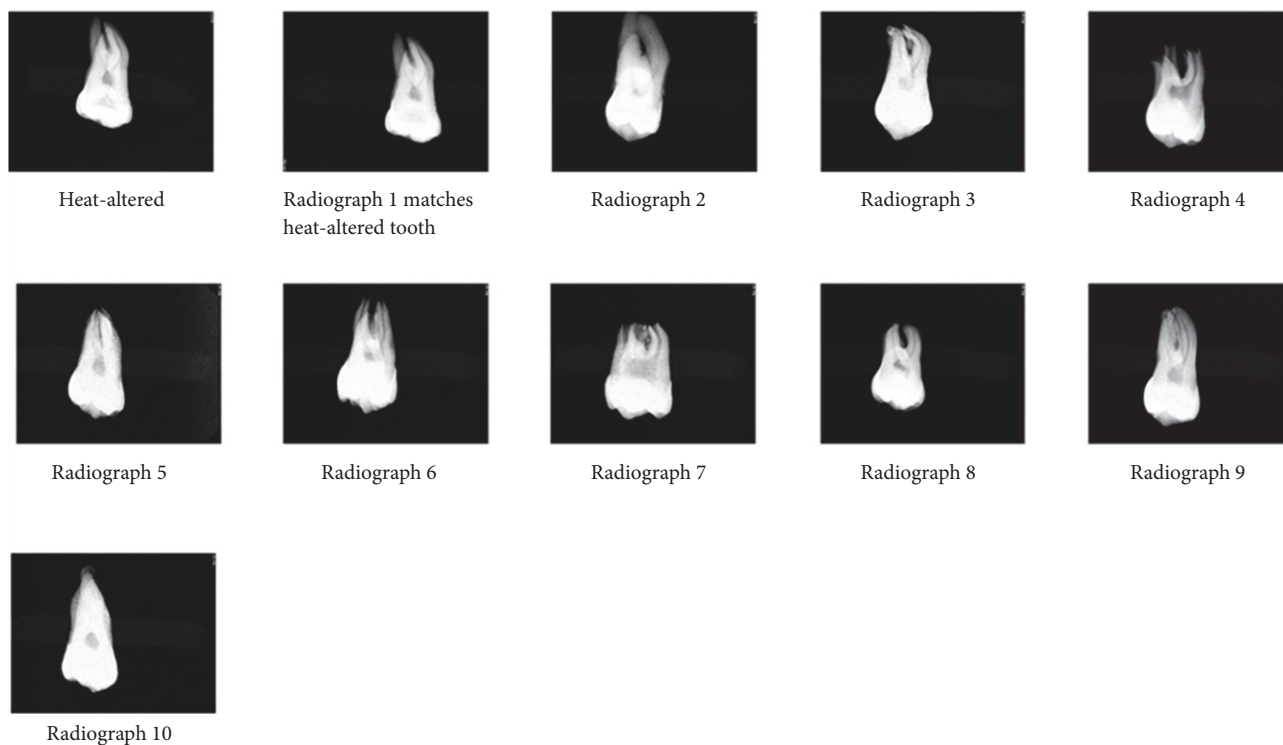 Heat-altered
Radiograph 1 matches
heat-altered tooth
Radiograph 2
Radiograph 3
Radiograph 4
Radiograph 5
Radiograph 6
Radiograph 7
Radiograph 8
Radiograph 9
Radiograph 10